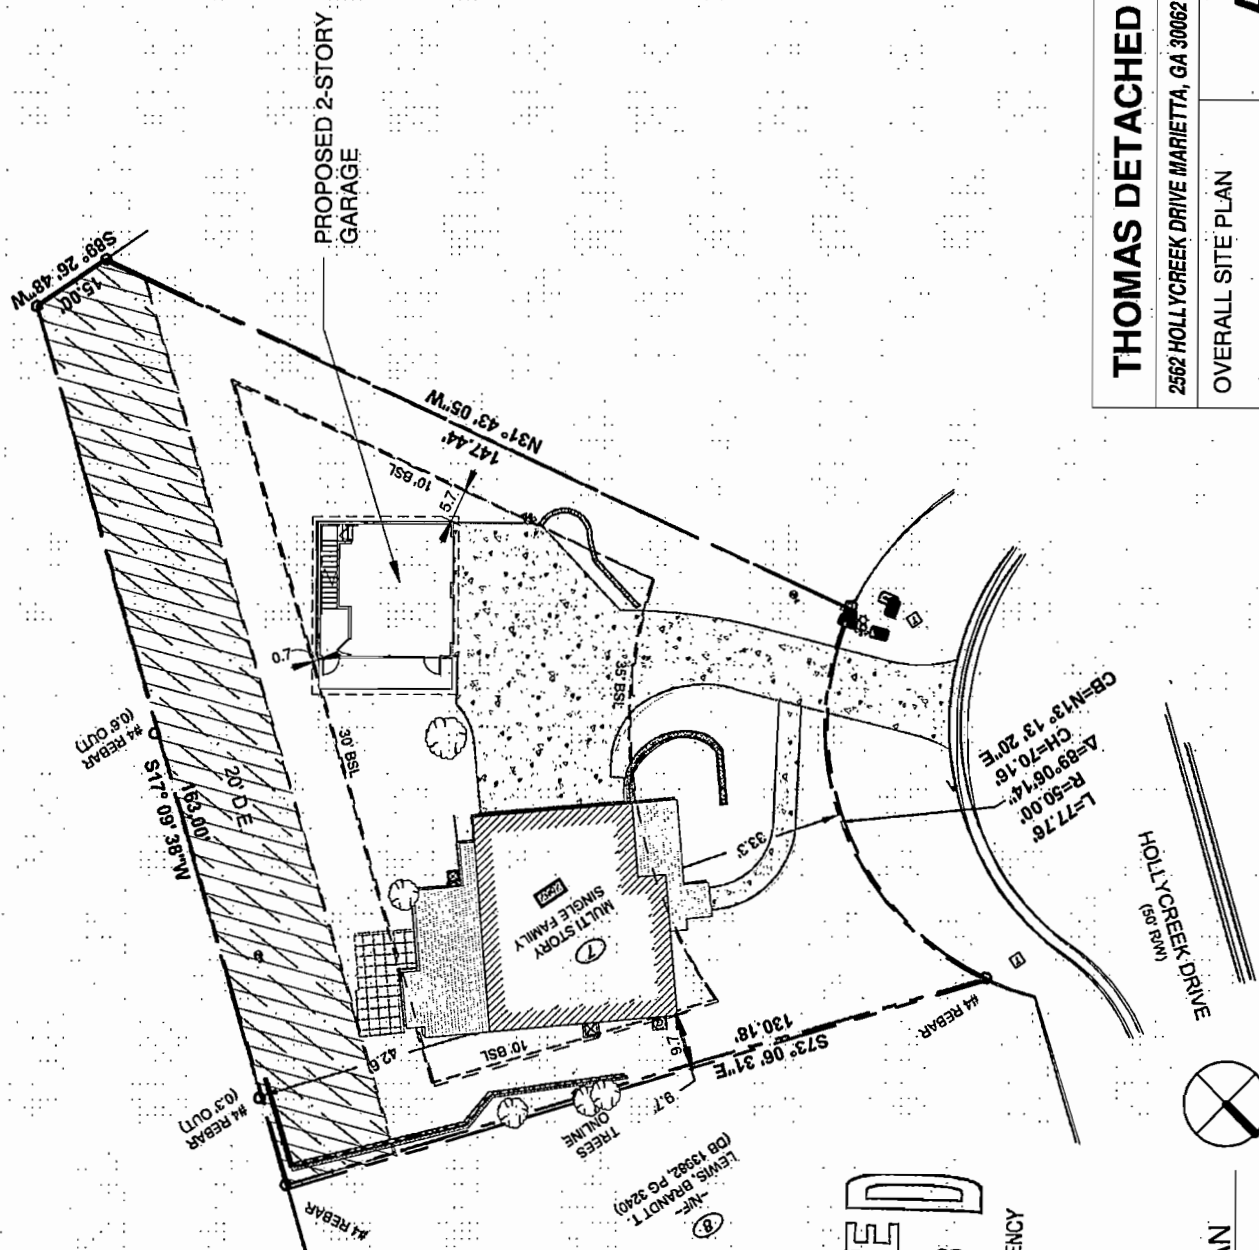 PROPOSED 2-STORY
GARAGE
S89° 26' 48"W
15.00'
N31° 43' 05"W
147.44'
10' BSL
5.7
0.7
30' BSL
35' BSL
#4 REBAR
(0.6' OUT)
S17° 09' 38"W
163.00'
20' D.E
#4 REBAR
(0.3' OUT)
42.6
10' BSL
MULTI STORY
SINGLE FAMILY
7
33.3'
9.7
9.7'
S73° 06' 31"E
130.18'
#4 REBAR
TREES
ONLINE
8
-N/F-
LEWIS, BRANDT T.
(DB 13982, PG 3240)
#4 REBAR
L=77.76'
R=50.00'
Δ=89°06'14"
CH=70.16'
CB=N13° 13' 20"E
HOLLYCREEK DRIVE
(50' R/W)
THOMAS DETACHED
2562 HOLLYCREEK DRIVE MARIETTA, GA 30062
OVERALL SITE PLAN